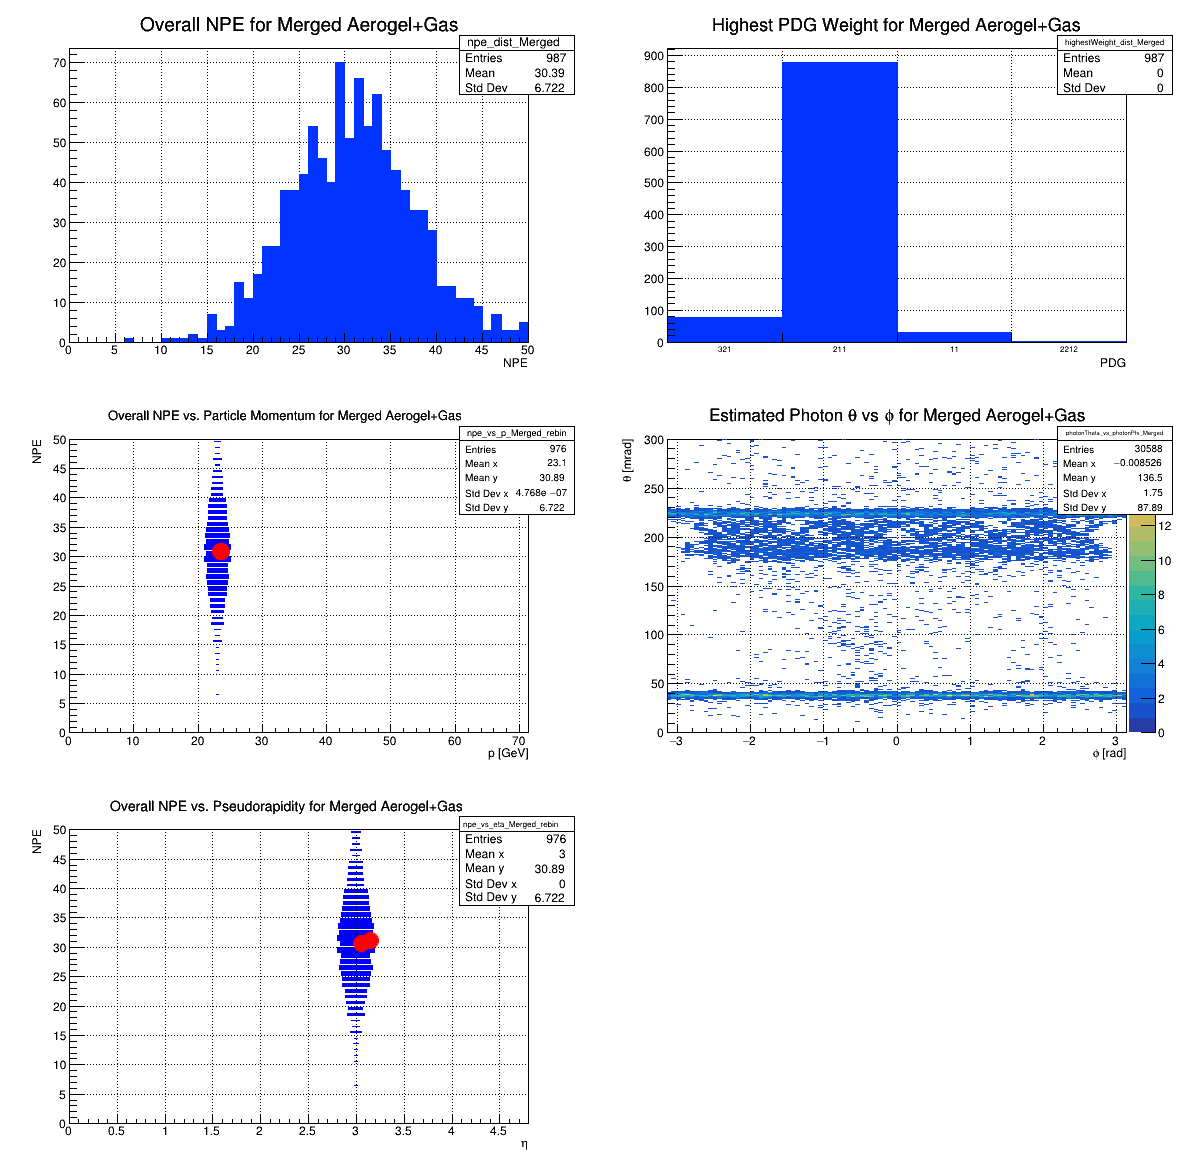 Overall NPE for Merged Aerogel+Gas
npe_dist_Merged
Entries 987
Mean 30.39
Std Dev 6.722
70
60
50
40
30
20
10
0
0 5 10 15 20 25 30 35 40 45 50
NPE
Highest PDG Weight for Merged Aerogel+Gas
highestWeight_dist_Merged
Entries 987
Mean 0
Std Dev 0
900
800
700
600
500
400
300
200
100
0
321 211 11 2212
PDG
Overall NPE vs. Particle Momentum for Merged Aerogel+Gas
npe_vs_p_Merged_rebin
Entries 976
Mean x 23.1
Mean y 30.89
Std Dev x 4.768e −07
Std Dev y 6.722
NPE
50
45
40
35
30
25
20
15
10
5
0
0 10 20 30 40 50 60 70
p [GeV]
Estimated Photon θ vs ϕ for Merged Aerogel+Gas
photonTheta_vs_photonPhi_Merged
Entries 30588
Mean x −0.008526
Mean y 136.5
Std Dev x 1.75
Std Dev y 87.89
θ [mrad]
300
250
200
150
100
50
0
−3 −2 −1 0 1 2 3
ϕ [rad]
12
10
8
6
4
2
0
Overall NPE vs. Pseudorapidity for Merged Aerogel+Gas
npe_vs_eta_Merged_rebin
Entries 976
Mean x 3
Mean y 30.89
Std Dev x 0
Std Dev y 6.722
NPE
50
45
40
35
30
25
20
15
10
5
0
0 0.5 1 1.5 2 2.5 3 3.5 4 4.5
η